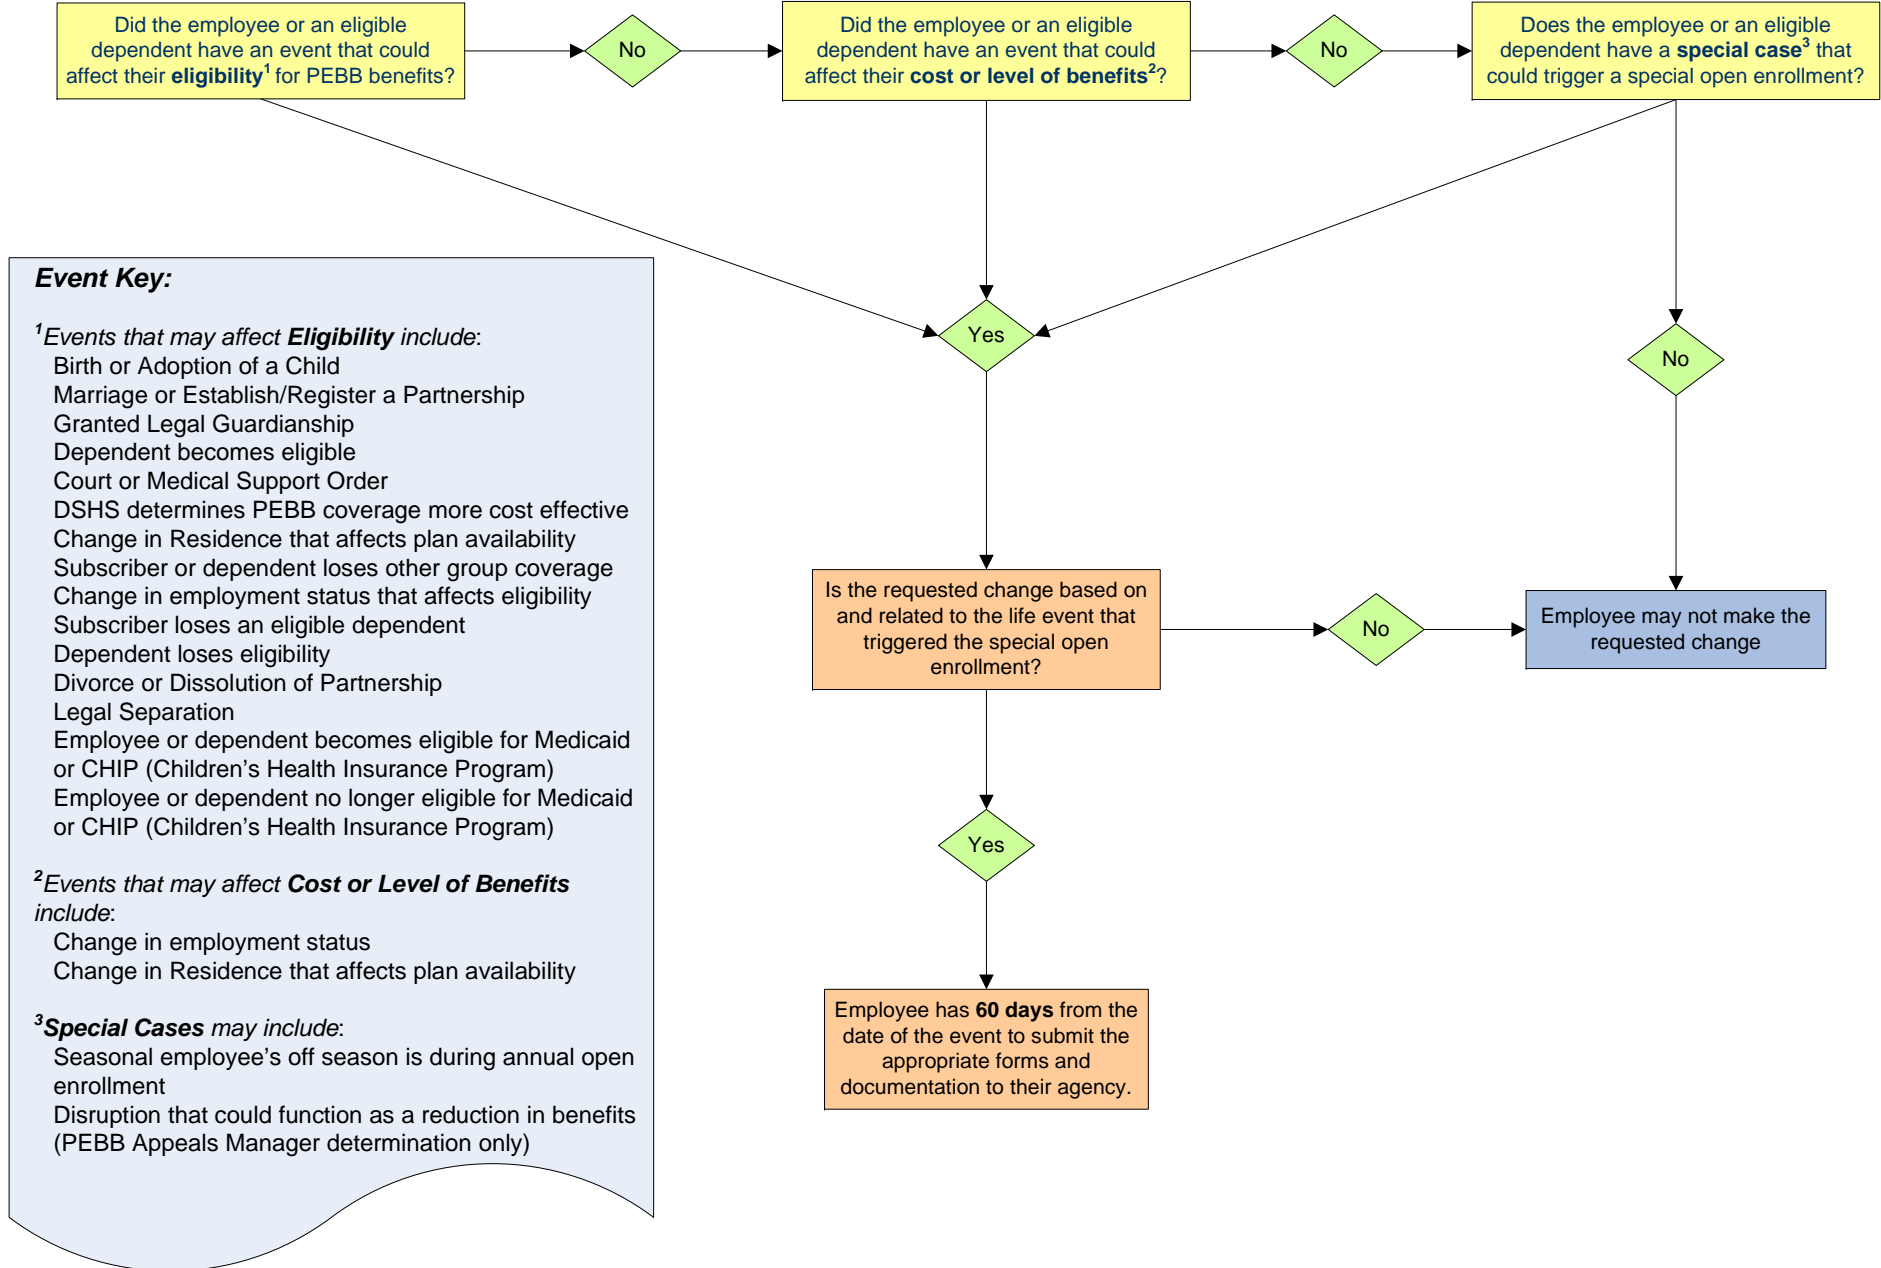 Did the employee or an eligible
dependent have an event that could
affect their eligibility¹ for PEBB benefits?
No
Did the employee or an eligible
dependent have an event that could
affect their cost or level of benefits²?
No
Does the employee or an eligible
dependent have a special case³ that
could trigger a special open enrollment?
Yes
No
Event Key:
¹Events that may affect Eligibility include:
Birth or Adoption of a Child
Marriage or Establish/Register a Partnership
Granted Legal Guardianship
Dependent becomes eligible
Court or Medical Support Order
DSHS determines PEBB coverage more cost effective
Change in Residence that affects plan availability
Subscriber or dependent loses other group coverage
Change in employment status that affects eligibility
Subscriber loses an eligible dependent
Dependent loses eligibility
Divorce or Dissolution of Partnership
Legal Separation
Employee or dependent becomes eligible for Medicaid
or CHIP (Children's Health Insurance Program)
Employee or dependent no longer eligible for Medicaid
or CHIP (Children's Health Insurance Program)
²Events that may affect Cost or Level of Benefits
include:
Change in employment status
Change in Residence that affects plan availability
³Special Cases may include:
Seasonal employee's off season is during annual open
enrollment
Disruption that could function as a reduction in benefits
(PEBB Appeals Manager determination only)
Is the requested change based on
and related to the life event that
triggered the special open
enrollment?
No
Employee may not make the
requested change
Yes
Employee has 60 days from the
date of the event to submit the
appropriate forms and
documentation to their agency.